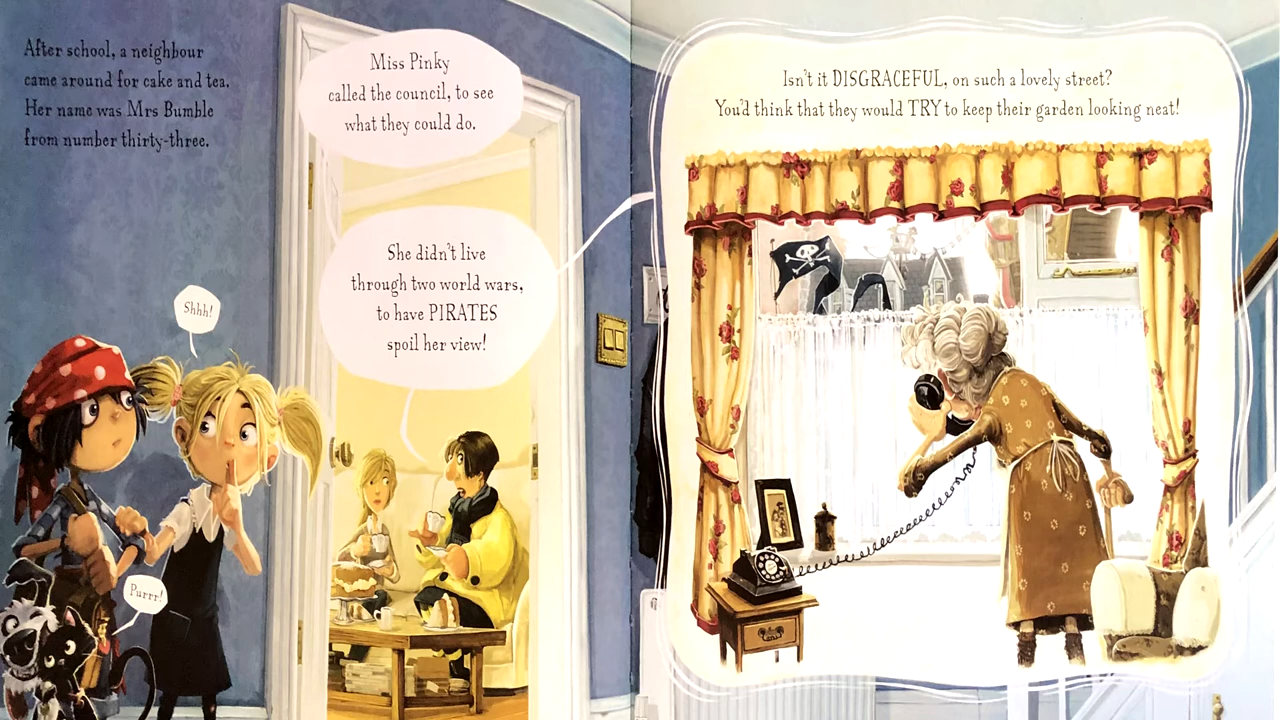 After school, a neighbour
came around for cake and tea.
Her name was Mrs Bumble
from number thirty-three.
Miss Pinky
called the council, to see
what they could do.
She didn't live
through two world wars,
to have PIRATES
spoil her view!
Shhh!
Purrr!
Isn't it DISGRACEFUL, on such a lovely street?
You'd think that they would TRY to keep their garden looking neat!